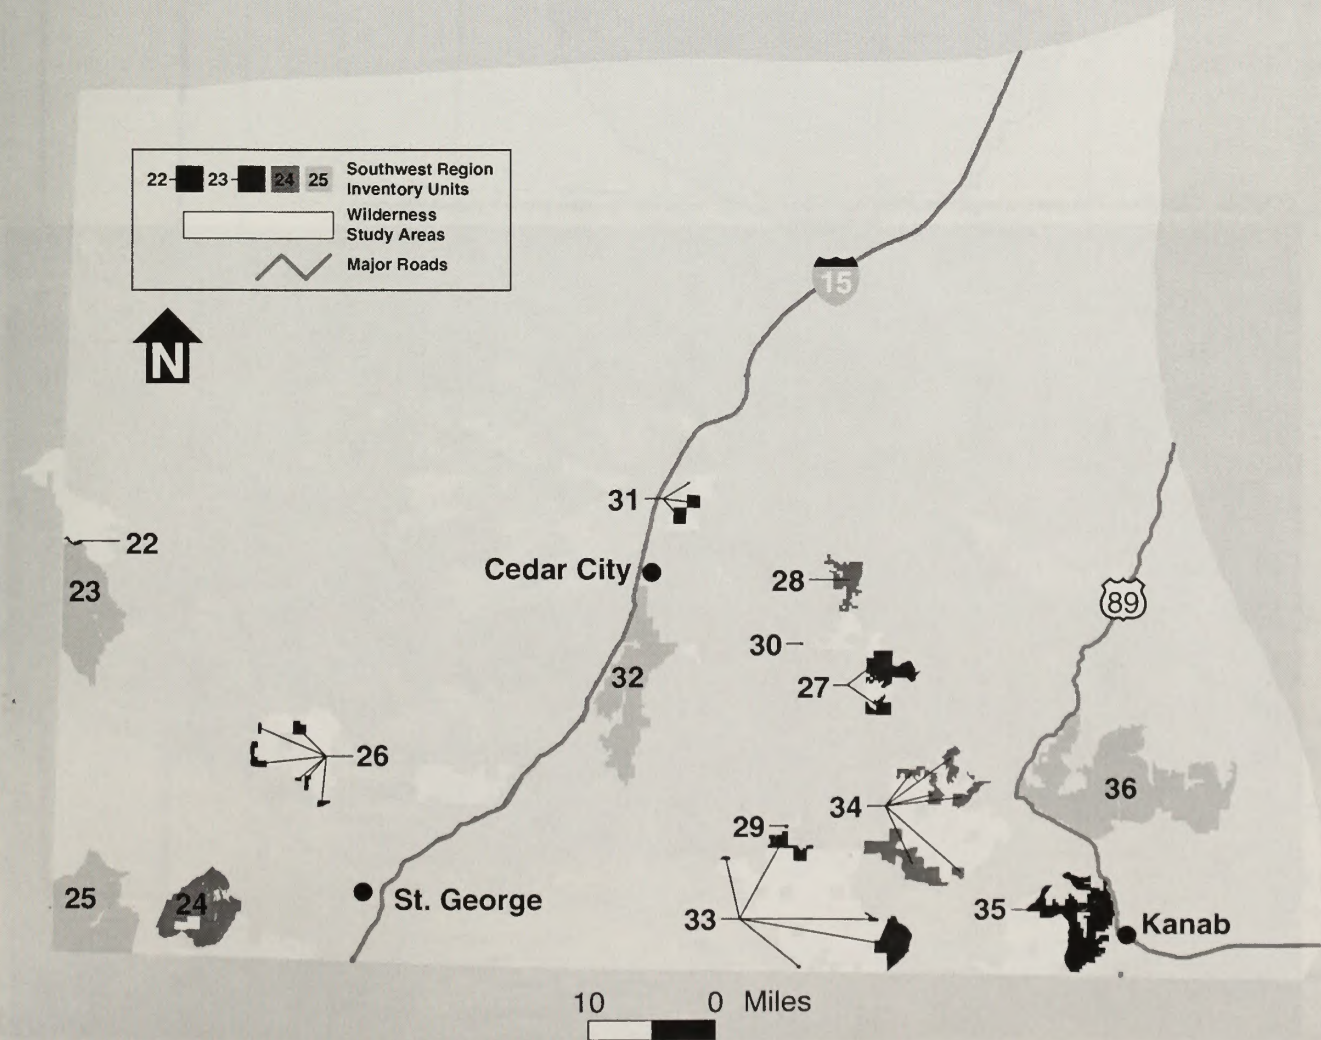 22 23 24 25 Southwest Region
Inventory Units
Wilderness
Study Areas
Major Roads
N
15
31
22
Cedar City
28
23
89
30
32
27
26
36
34
29
25
24
St. George
33
35
Kanab
10 0 Miles